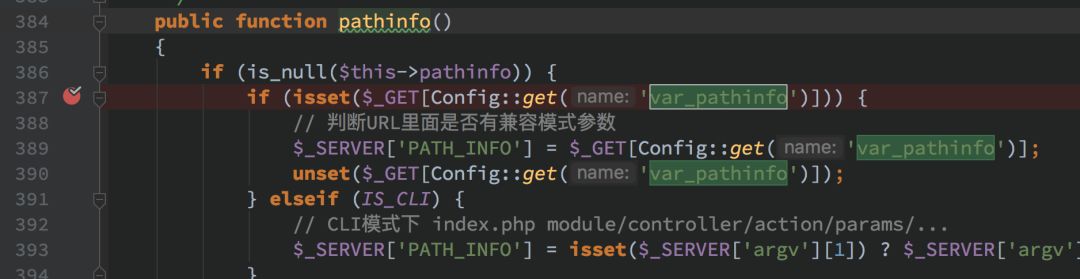 384 public function pathinfo()
385 {
386 if (is_null($this->pathinfo)) {
387 if (isset($_GET[Config::get( name: 'var_pathinfo')])) {
388 // 判断URL里面是否有兼容模式参数
389 $_SERVER['PATH_INFO'] = $_GET[Config::get( name: 'var_pathinfo')];
390 unset($_GET[Config::get( name: 'var_pathinfo')]);
391 } elseif (IS_CLI) {
392 // CLI模式下 index.php module/controller/action/params/...
393 $_SERVER['PATH_INFO'] = isset($_SERVER['argv'][1]) ? $_SERVER['argv']
394 }